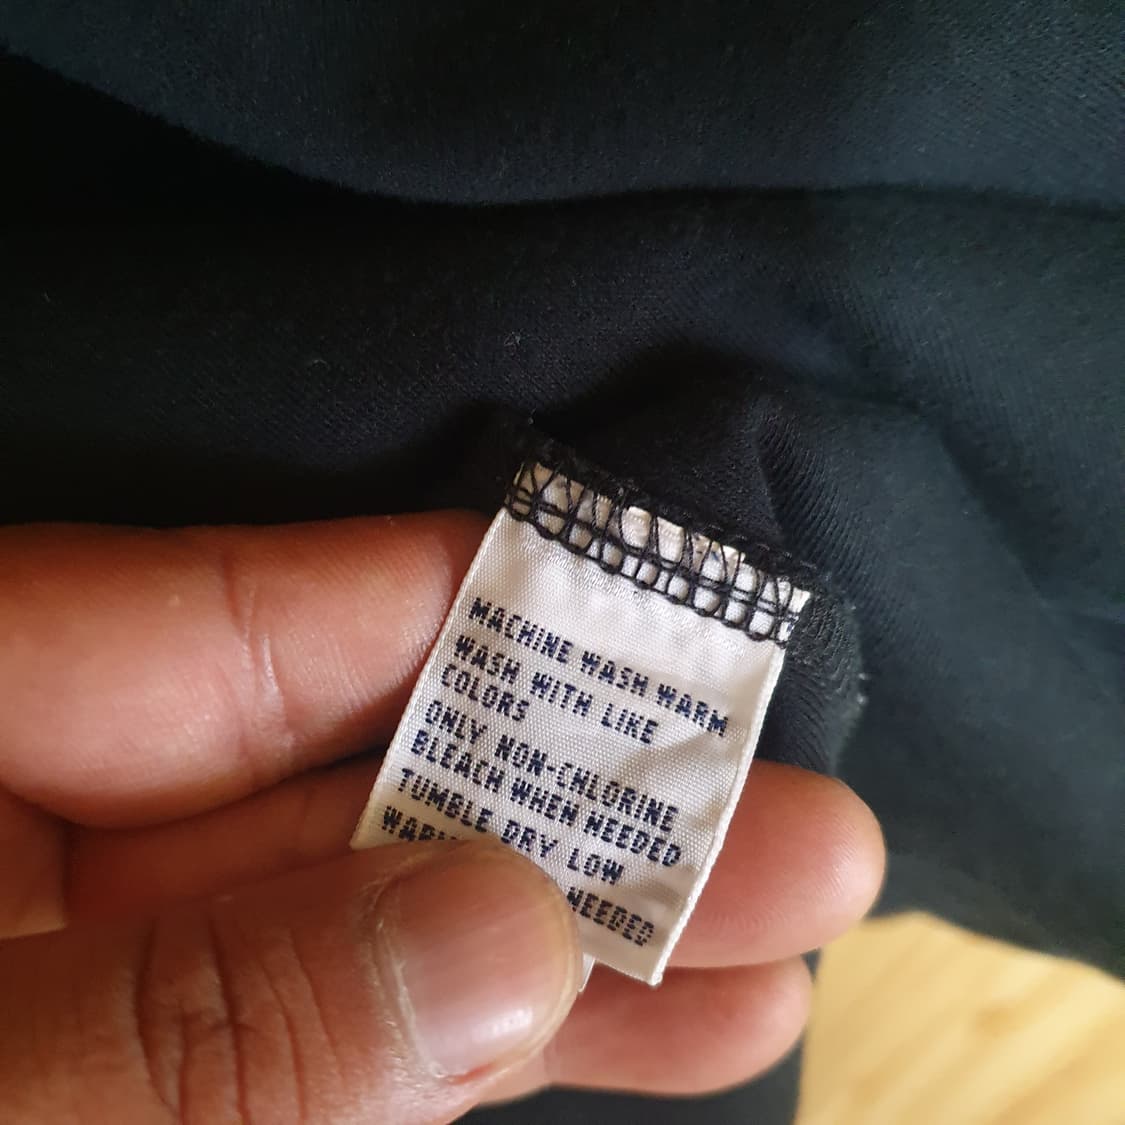 MACHINE WASH WARM
WASH WITH LIKE
COLORS
ONLY NON-CHLORINE
BLEACH WHEN NEEDED
TUMBLE DRY LOW
NEEDED